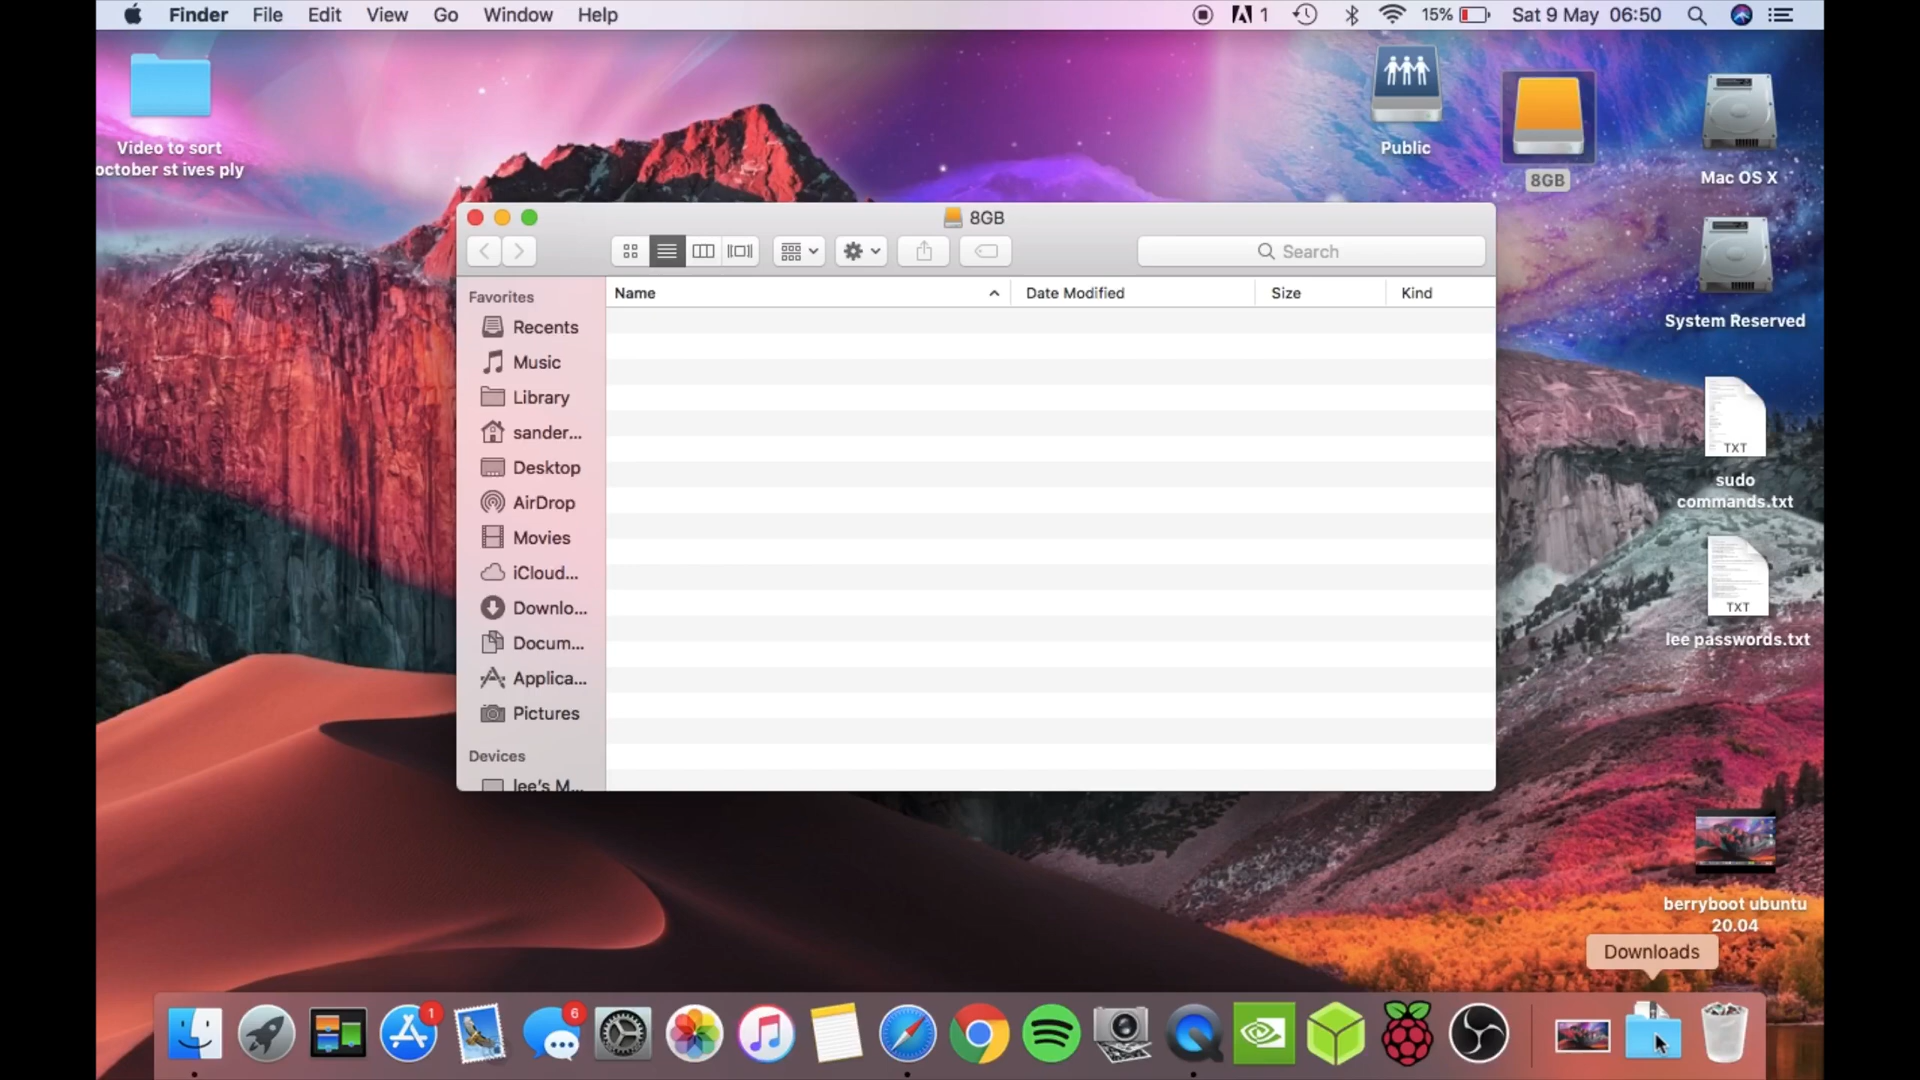 Finder File Edit View Go Window Help
1 15% Sat 9 May 06:50
Video to sort
october st ives ply
Public
8GB
Mac OS X
System Reserved
TXT
sudo
commands.txt
TXT
lee passwords.txt
berryboot ubuntu
20.04
8GB
Search
Name Date Modified Size Kind
Favorites
Recents
Music
Library
sander...
Desktop
AirDrop
Movies
iCloud...
Downlo...
Docum...
Applica...
Pictures
Devices
lee's M...
Downloads
1
6